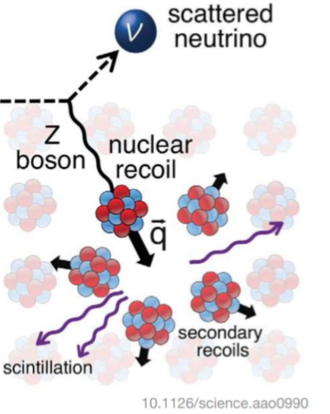 scattered
neutrino
ν
Z
boson
nuclear
recoil
q⃗
secondary
recoils
scintillation
10.1126/science.aao0990